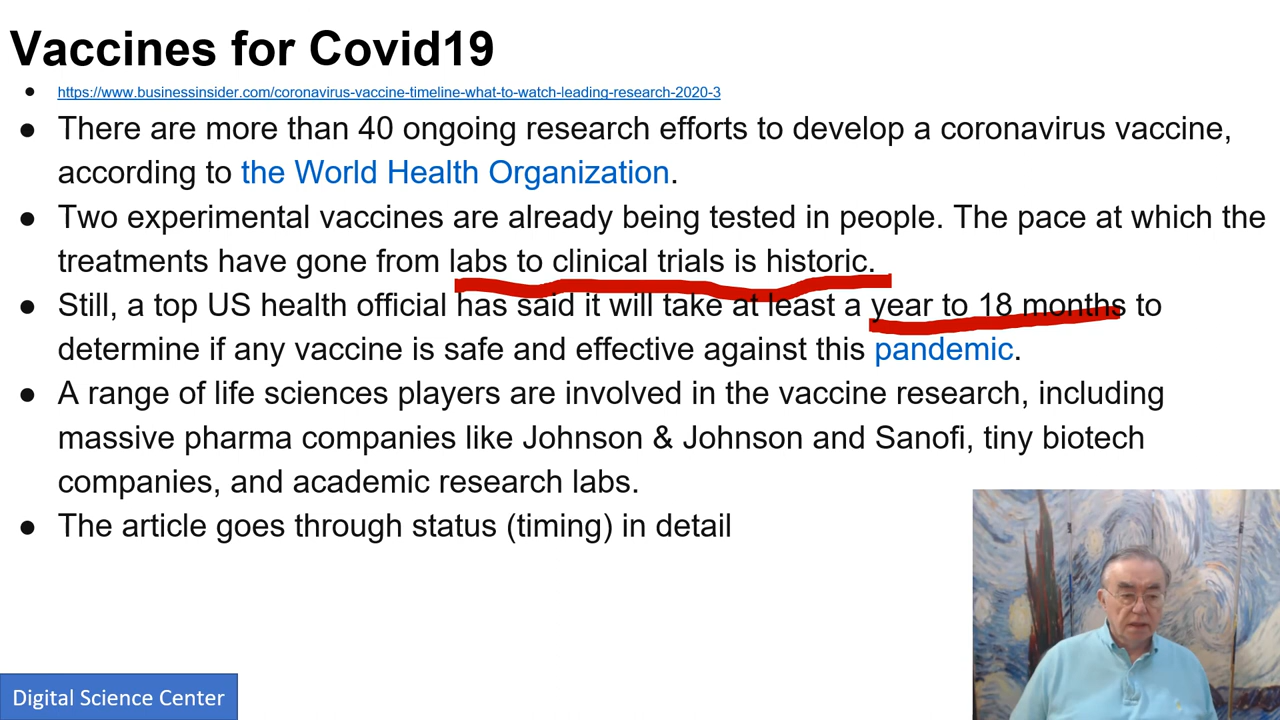 Vaccines for Covid19
● https://www.businessinsider.com/coronavirus-vaccine-timeline-what-to-watch-leading-research-2020-3
● There are more than 40 ongoing research efforts to develop a coronavirus vaccine,
according to the World Health Organization.
● Two experimental vaccines are already being tested in people. The pace at which the
treatments have gone from labs to clinical trials is historic.
● Still, a top US health official has said it will take at least a year to 18 months to
determine if any vaccine is safe and effective against this pandemic.
● A range of life sciences players are involved in the vaccine research, including
massive pharma companies like Johnson & Johnson and Sanofi, tiny biotech
companies, and academic research labs.
● The article goes through status (timing) in detail
Digital Science Center